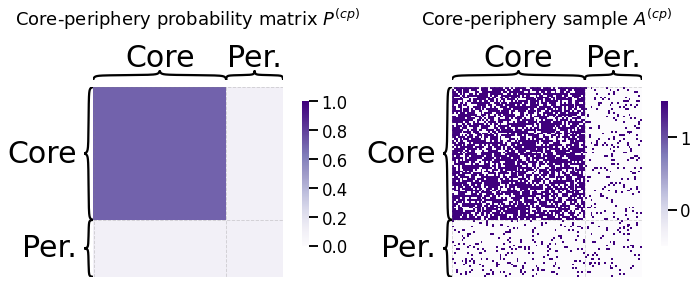 Core-periphery probability matrix P^(cp)
Core-periphery sample A^(cp)
Core Per.
Core Per.
Core
Per.
1.0
0.8
0.6
0.4
0.2
0.0
Core
Per.
1
0